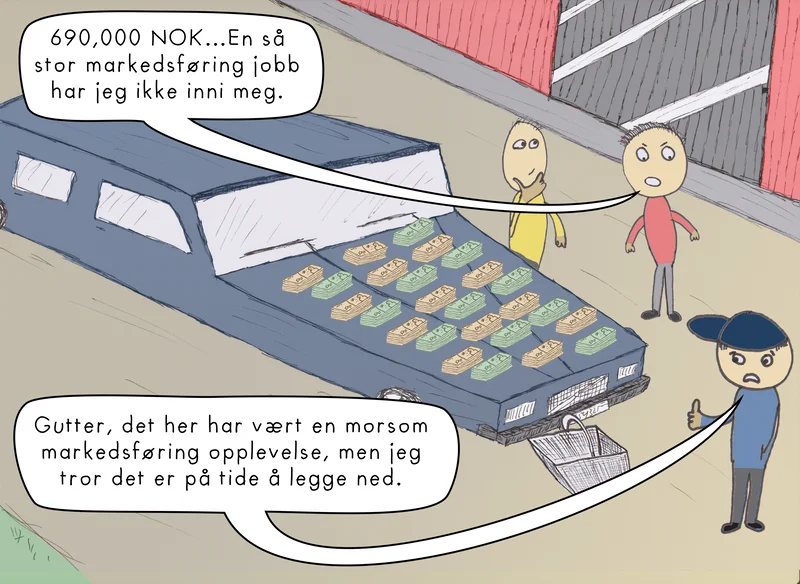 690,000 NOK...En så
stor markedsføring jobb
har jeg ikke inni meg.
Gutter, det her har vært en morsom
markedsføring opplevelse, men jeg
tror det er på tide å legge ned.